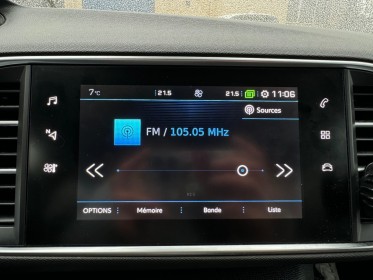 7°C 21.5 21.5 11:06
Sources
FM / 105.05 MHz
OPTIONS Mémoire Bande Liste